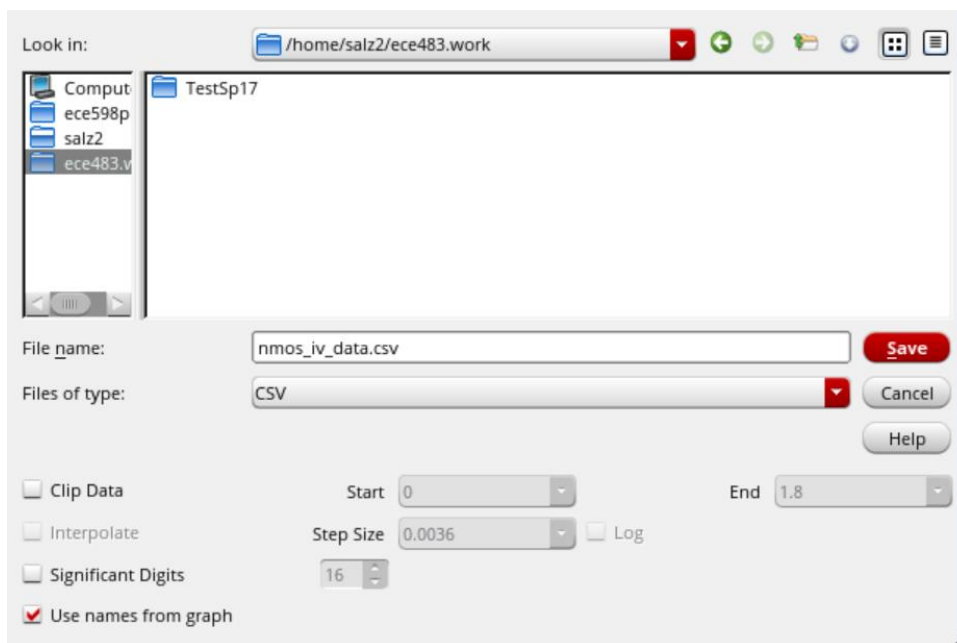 Look in: /home/salz2/ece483.work
Comput
ece598p
salz2
ece483.w
TestSp17
File name: nmos_iv_data.csv Save
Files of type: CSV Cancel
Help
Clip Data Start 0 End 1.8
Interpolate Step Size 0.0036 Log
Significant Digits 16
Use names from graph